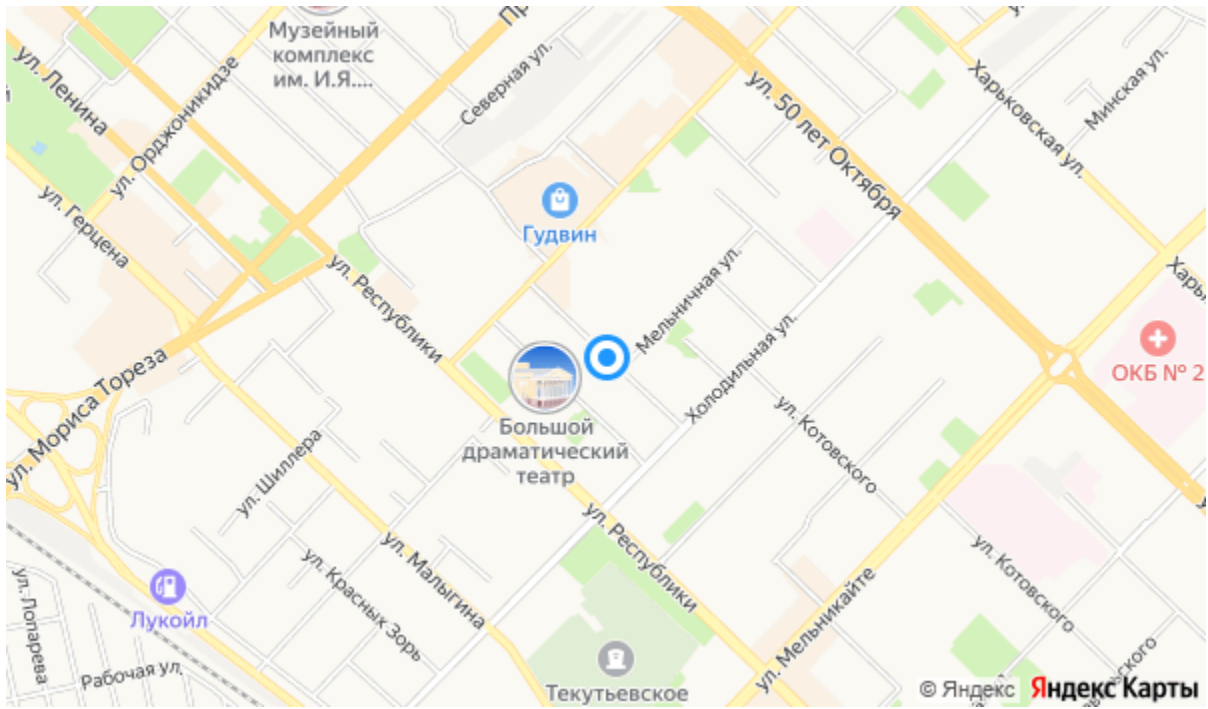 Музейный
комплекс
им. И.Я....
Северная ул.
ул. Ленина
ул. Орджоникидзе
ул. 50 лет Октября
Харьковская ул.
Минская ул.
ул. Герцена
Гудвин
ул. Республики
Мельничная ул.
Холодильная ул.
ОКБ № 2
ул. Мориса Тореза
Большой
драматический
театр
ул. Шиллера
ул. Котовского
ул. Республики
ул. Малыгина
ул. Красных Зорь
ул. Котовского
Лукойл
ул. Лопарева
Рабочая ул.
ул. Мельникайте
Текутьевское
© Яндекс Яндекс Карты